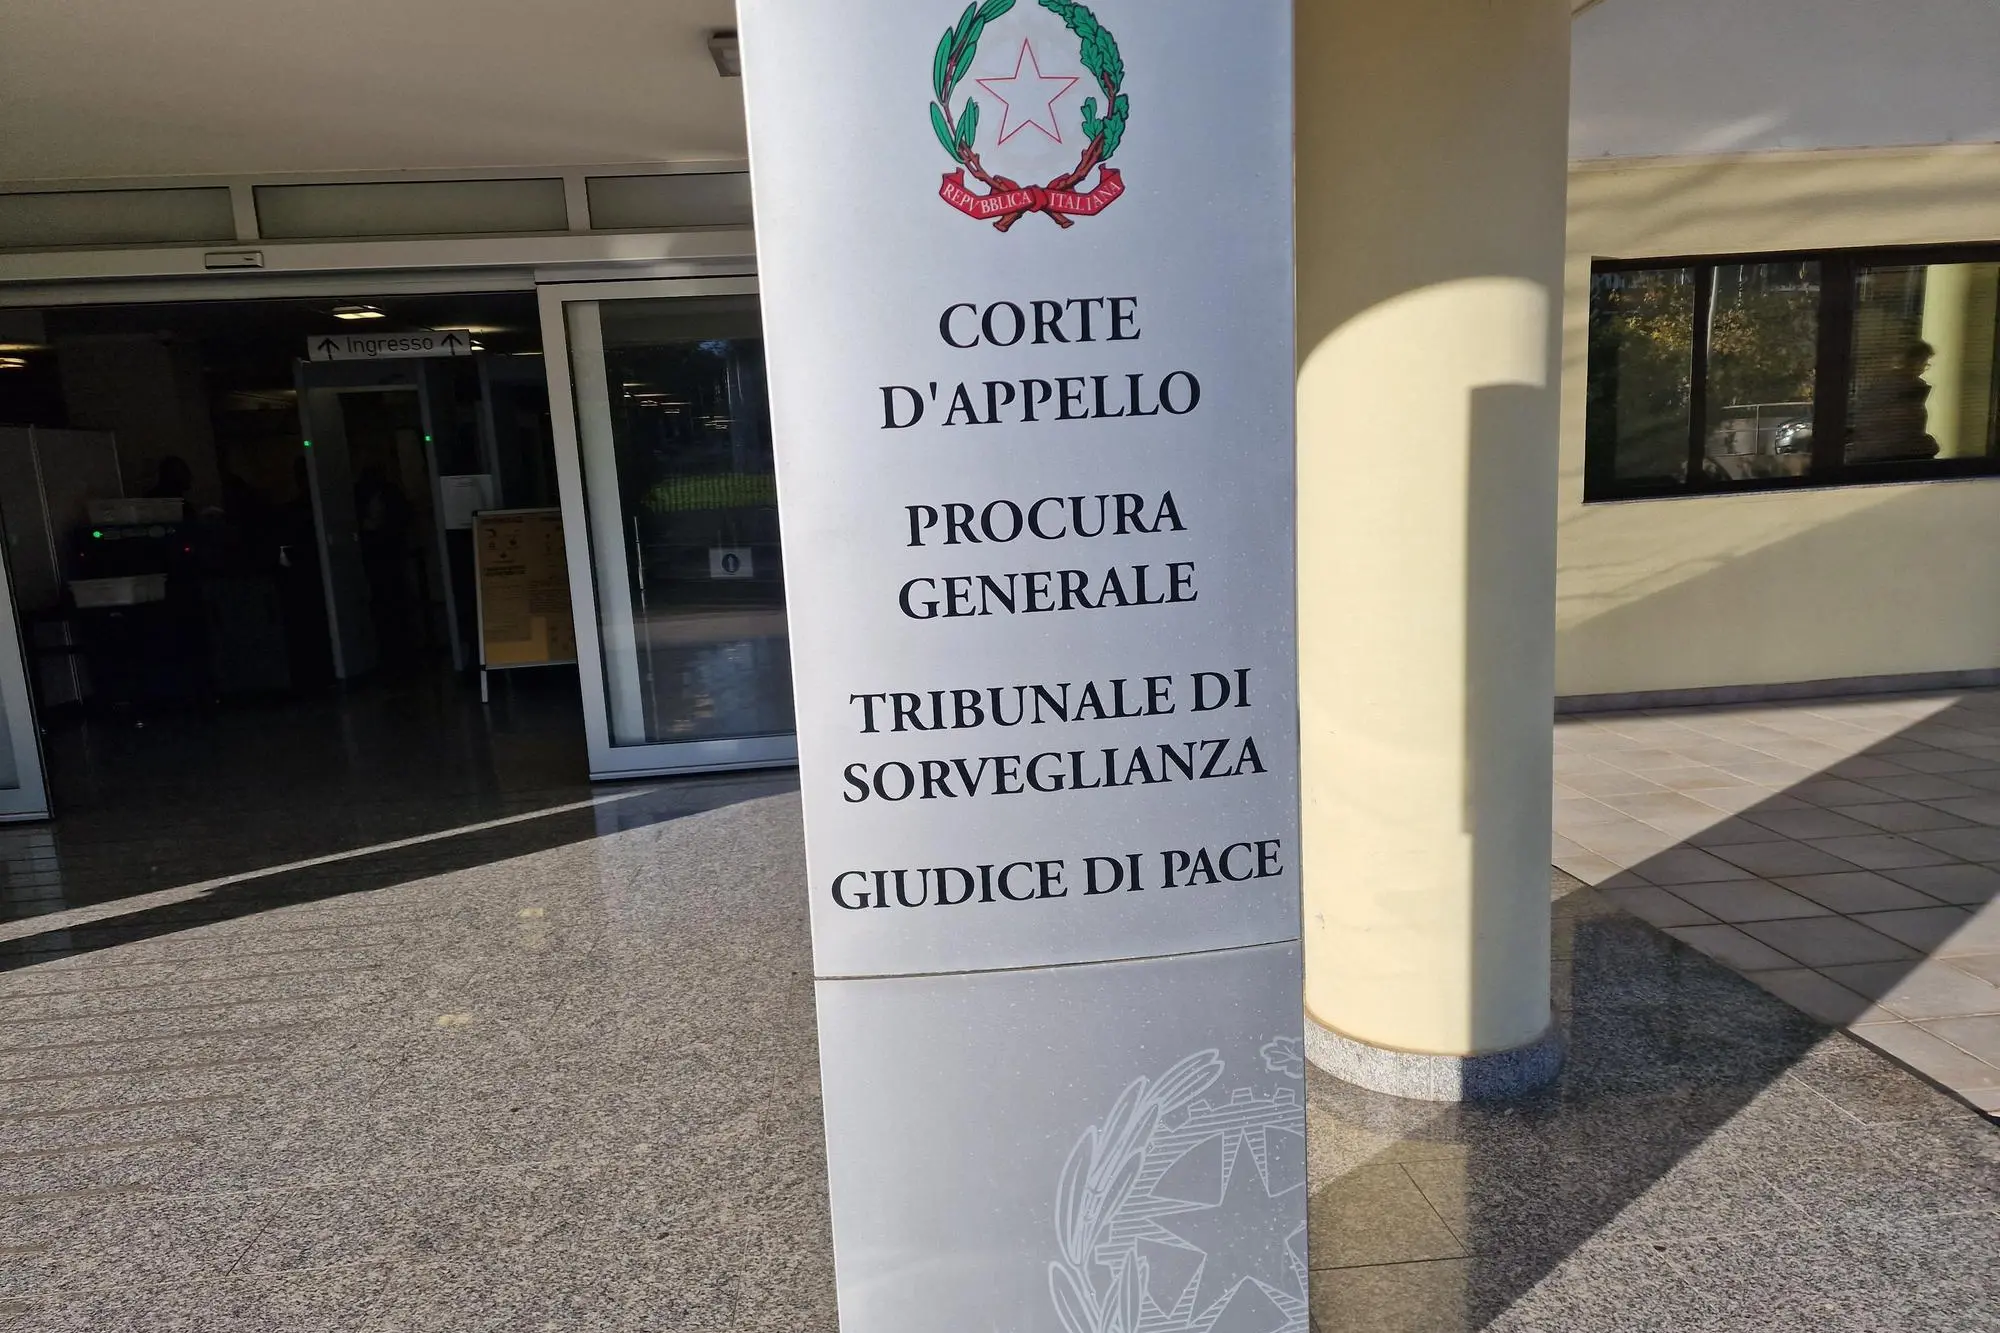 REPVBBLICA ITALIANA
CORTE
D'APPELLO
PROCURA
GENERALE
TRIBUNALE DI
SORVEGLIANZA
GIUDICE DI PACE
↑ Ingresso ↑